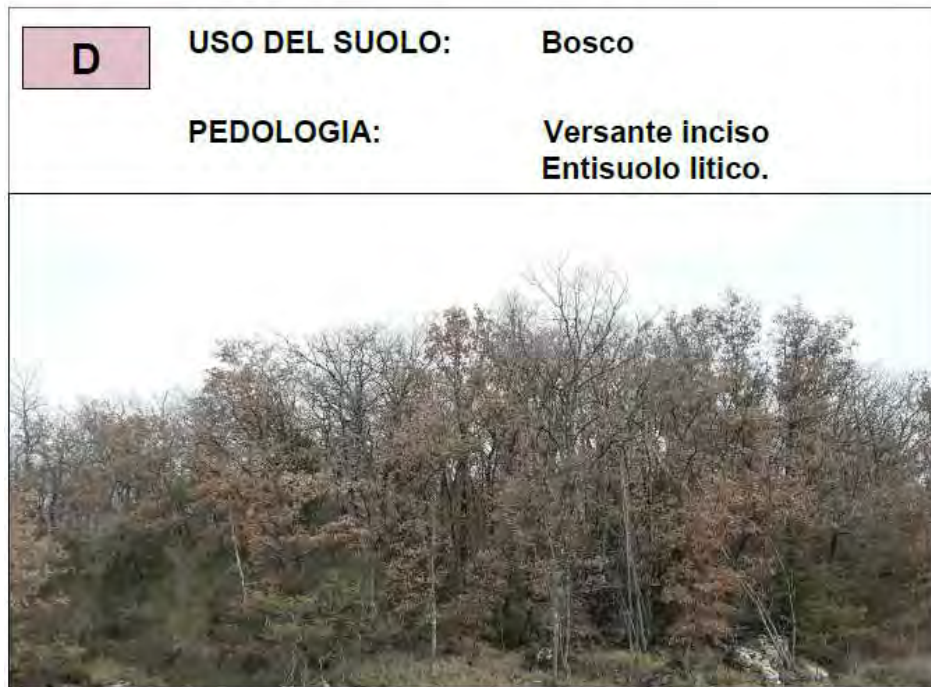 D
USO DEL SUOLO: Bosco
PEDOLOGIA: Versante inciso
Entisuolo litico.